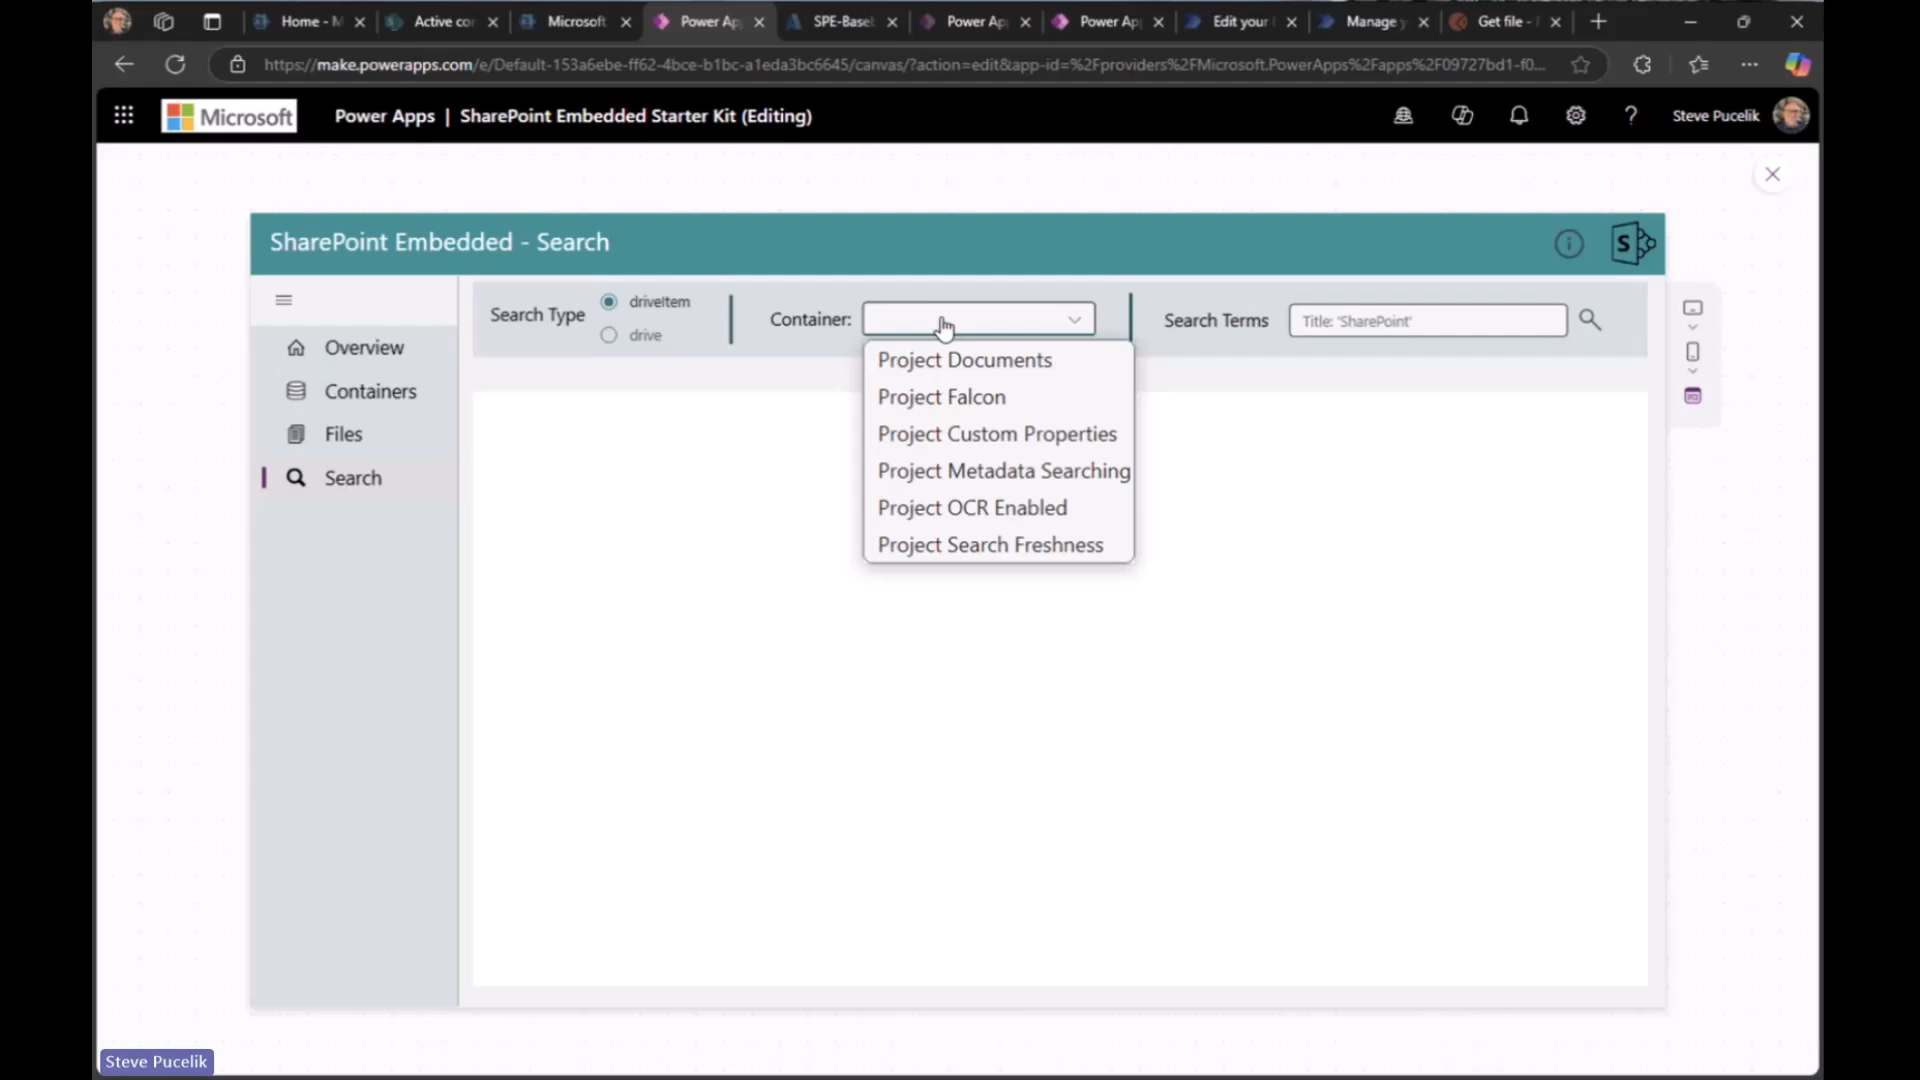 Home - M
Active cor
Microsoft
Power Ap
SPE-Base
Power Ap
Power Ap
Edit your
Manage y
Get file -
https://make.powerapps.com/e/Default-153a6ebe-ff62-4bce-b1bc-a1eda3bc6645/canvas/?action=edit&app-id=%2Fproviders%2FMicrosoft.PowerApps%2Fapps%2F09727bd1-f0...
Microsoft
Power Apps | SharePoint Embedded Starter Kit (Editing)
Steve Pucelik
SharePoint Embedded - Search
Search Type
driveItem
drive
Container:
Search Terms
Title: 'SharePoint'
Overview
Containers
Files
Search
Project Documents
Project Falcon
Project Custom Properties
Project Metadata Searching
Project OCR Enabled
Project Search Freshness
Steve Pucelik